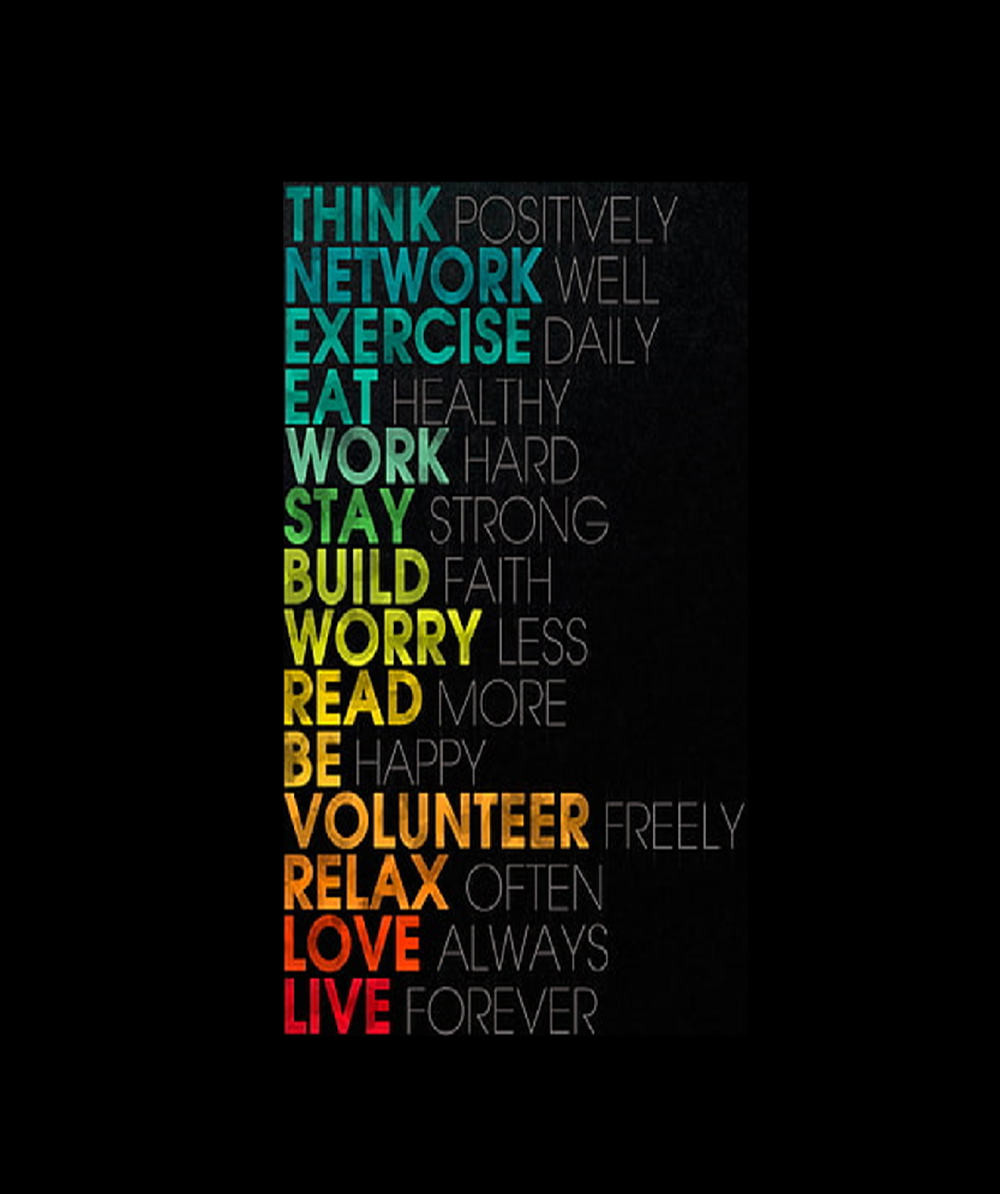 THINK POSITIVELY
NETWORK WELL
EXERCISE DAILY
EAT HEALTHY
WORK HARD
STAY STRONG
BUILD FAITH
WORRY LESS
READ MORE
BE HAPPY
VOLUNTEER FREELY
RELAX OFTEN
LOVE ALWAYS
LIVE FOREVER